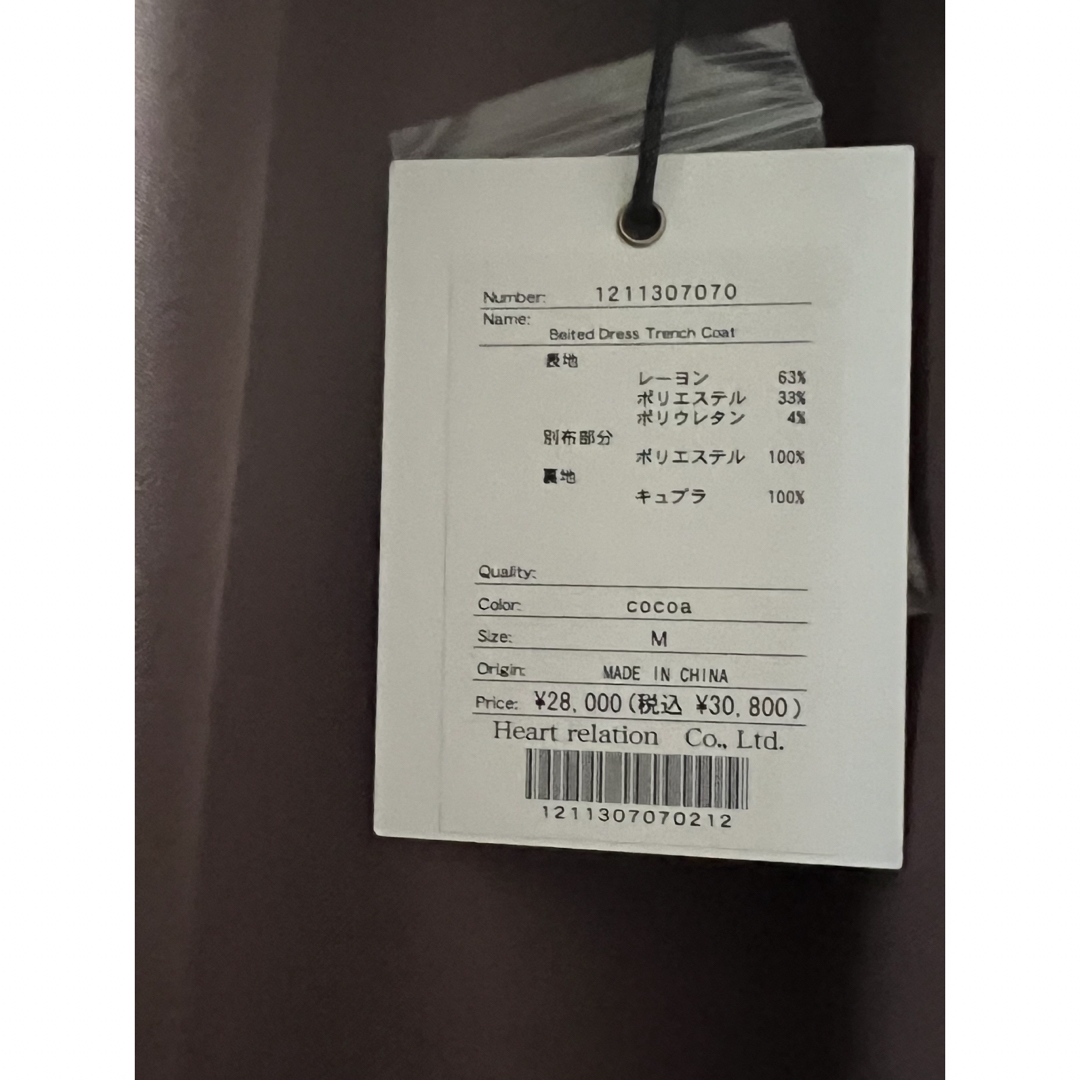 Number: 1211307070
Name:
Belted Dress Trench Coat
表地
レーヨン 63%
ポリエステル 33%
ポリウレタン 4%
別布部分
ポリエステル 100%
裏地
キュプラ 100%
Quality:
Color: cocoa
Size: M
Origin: MADE IN CHINA
Price: ¥28,000(税込 ¥30,800)
Heart relation Co., Ltd.
1211307070212